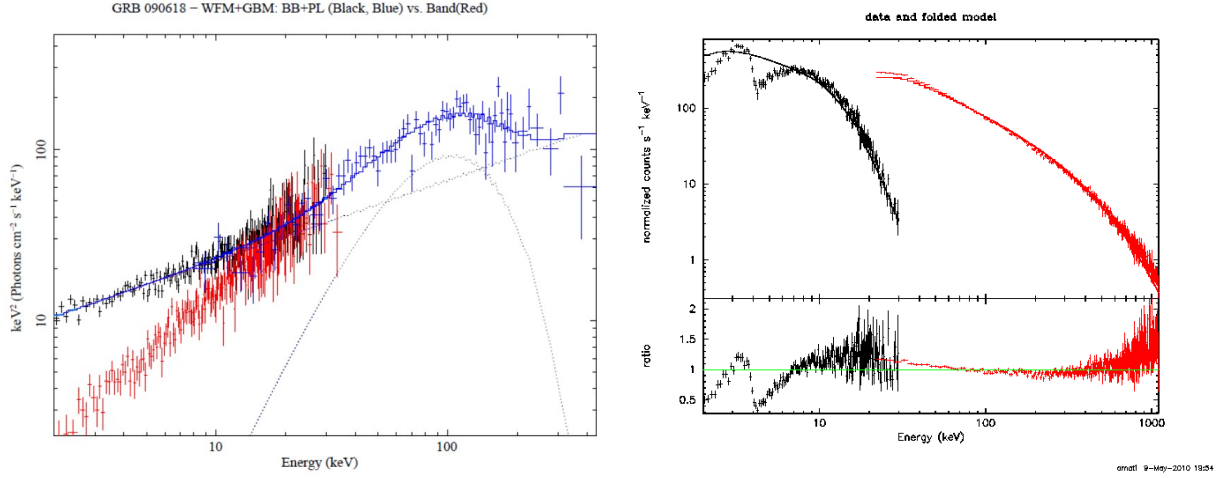 GRB 090618 – WFM+GBM: BB+PL (Black, Blue) vs. Band(Red)
keV² (Photons cm⁻² s⁻¹ keV⁻¹)
100
10
10
100
Energy (keV)
data and folded model
normalized counts s⁻¹ keV⁻¹
100
10
1
ratio
2
1.5
1
0.5
10
100
1000
Energy (keV)
amati 9-May-2010 19:54